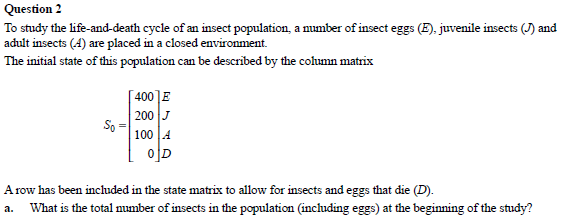 Question 2
To study the life-and-death cycle of an insect population, a number of insect eggs (E), juvenile insects (J) and
adult insects (A) are placed in a closed environment.
The initial state of this population can be described by the column matrix
400 E
200 J
S0 =
100 A
0 D
A row has been included in the state matrix to allow for insects and eggs that die (D).
a. What is the total number of insects in the population (including eggs) at the beginning of the study?